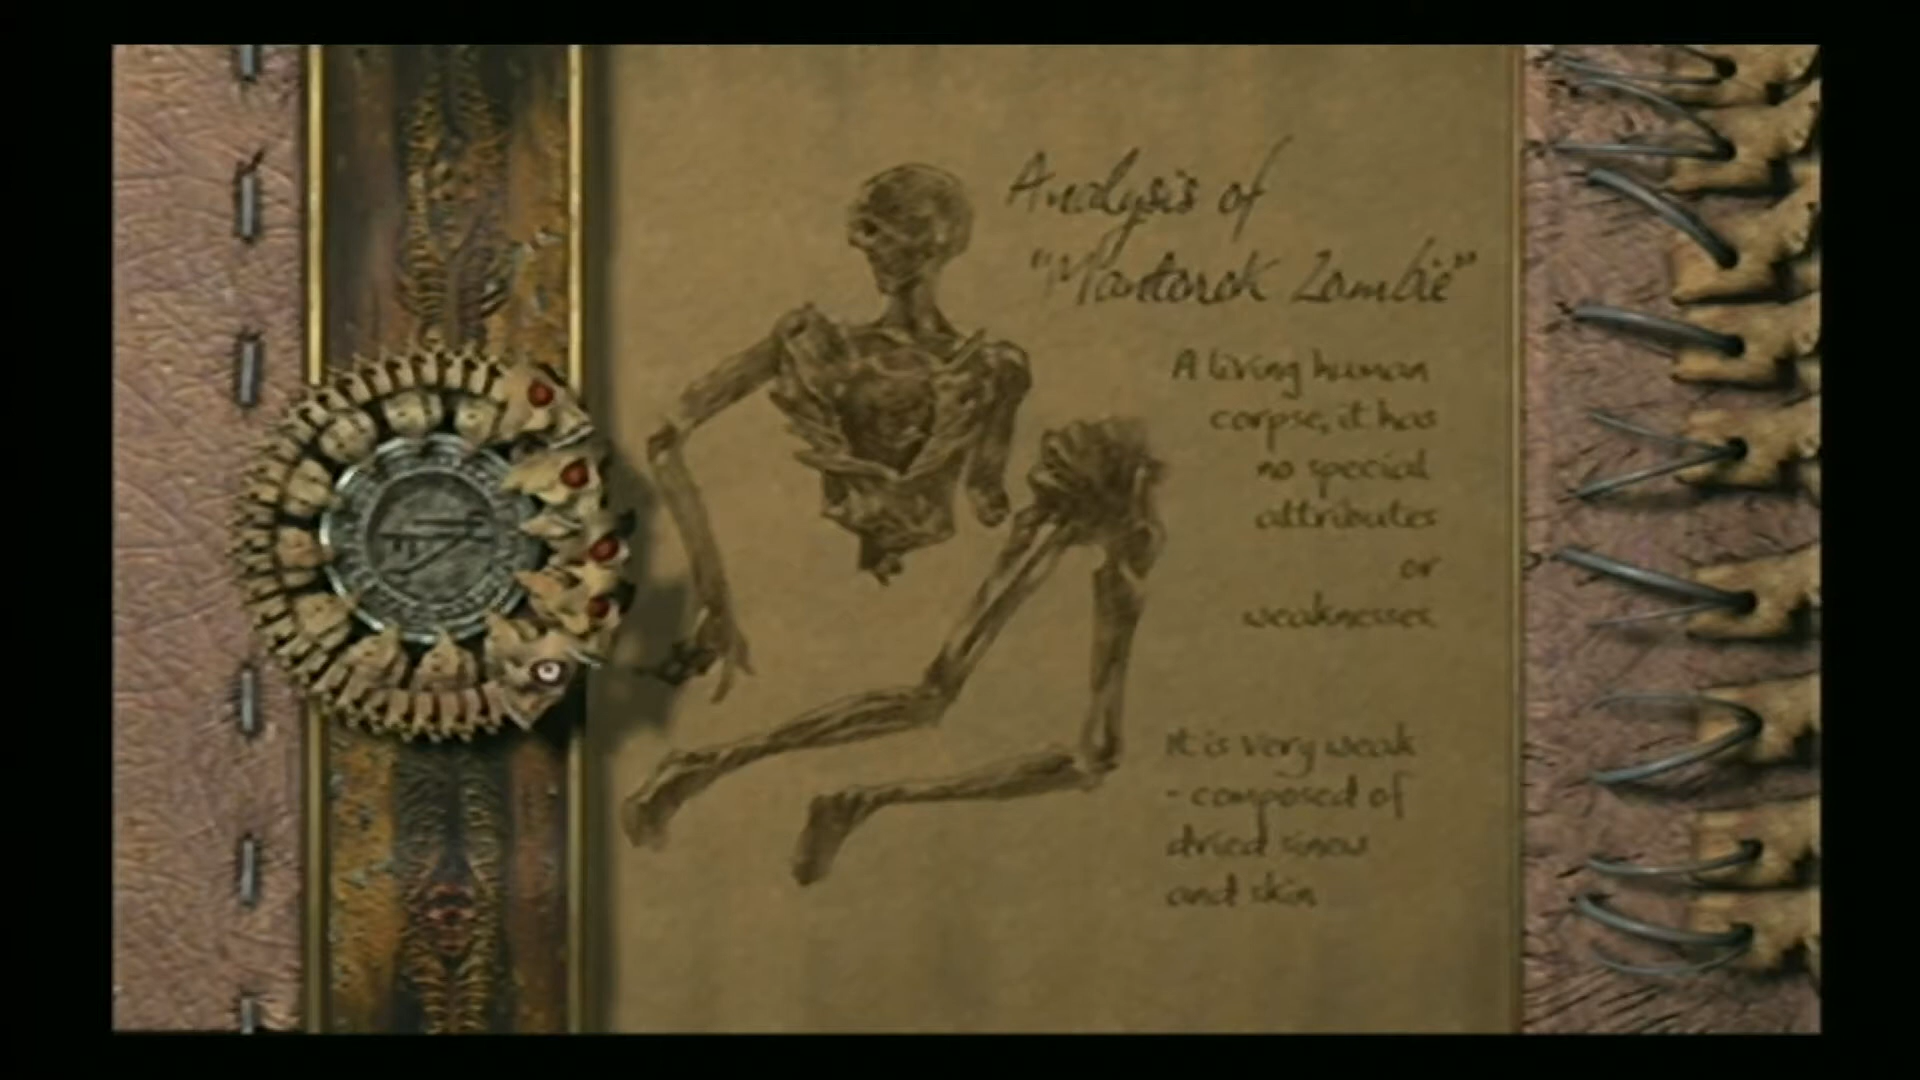 Analysis of
"Mantorok Zombie"
A living human
corpse, it has
no special
attributes
or
weaknesses
It is very weak
- composed of
dried sinew
and skin